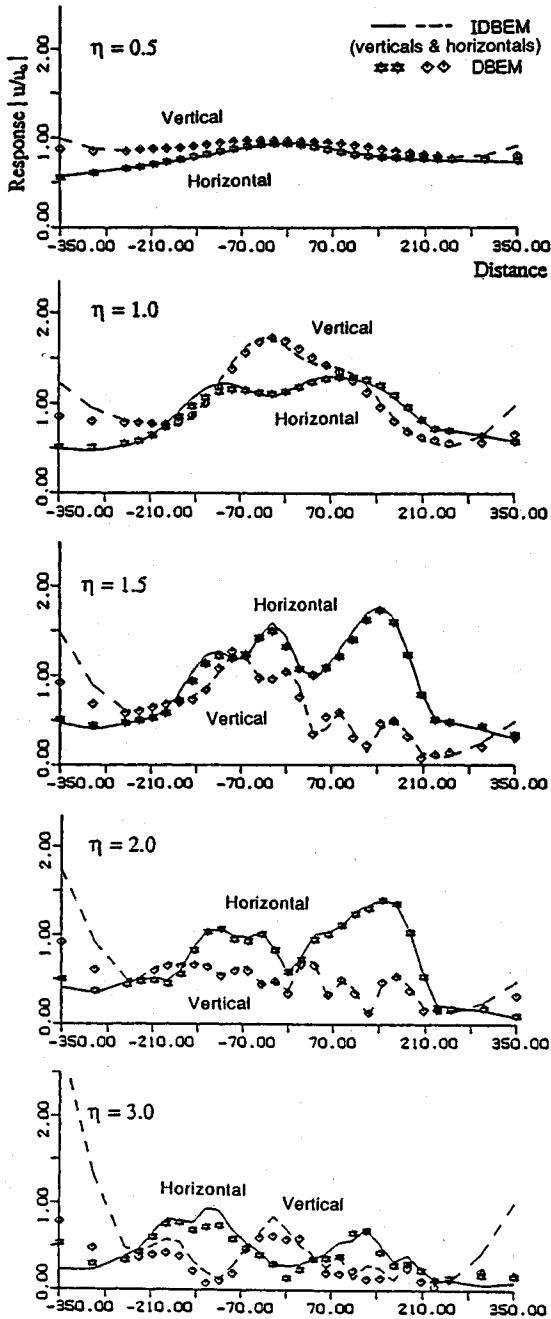 η = 0.5
IDBEM
(verticals & horizontals)
DBEM
Response | u/u₀ |
2.00
1.00
0.00
Vertical
Horizontal
-350.00 -210.00 -70.00 70.00 210.00 350.00
Distance
η = 1.0
2.00
1.00
0.00
Vertical
Horizontal
-350.00 -210.00 -70.00 70.00 210.00 350.00
η = 1.5
2.00
1.00
0.00
Horizontal
Vertical
-350.00 -210.00 -70.00 70.00 210.00 350.00
η = 2.0
2.00
1.00
0.00
Horizontal
Vertical
-350.00 -210.00 -70.00 70.00 210.00 350.00
η = 3.0
2.00
1.00
0.00
Horizontal
Vertical
-350.00 -210.00 -70.00 70.00 210.00 350.00